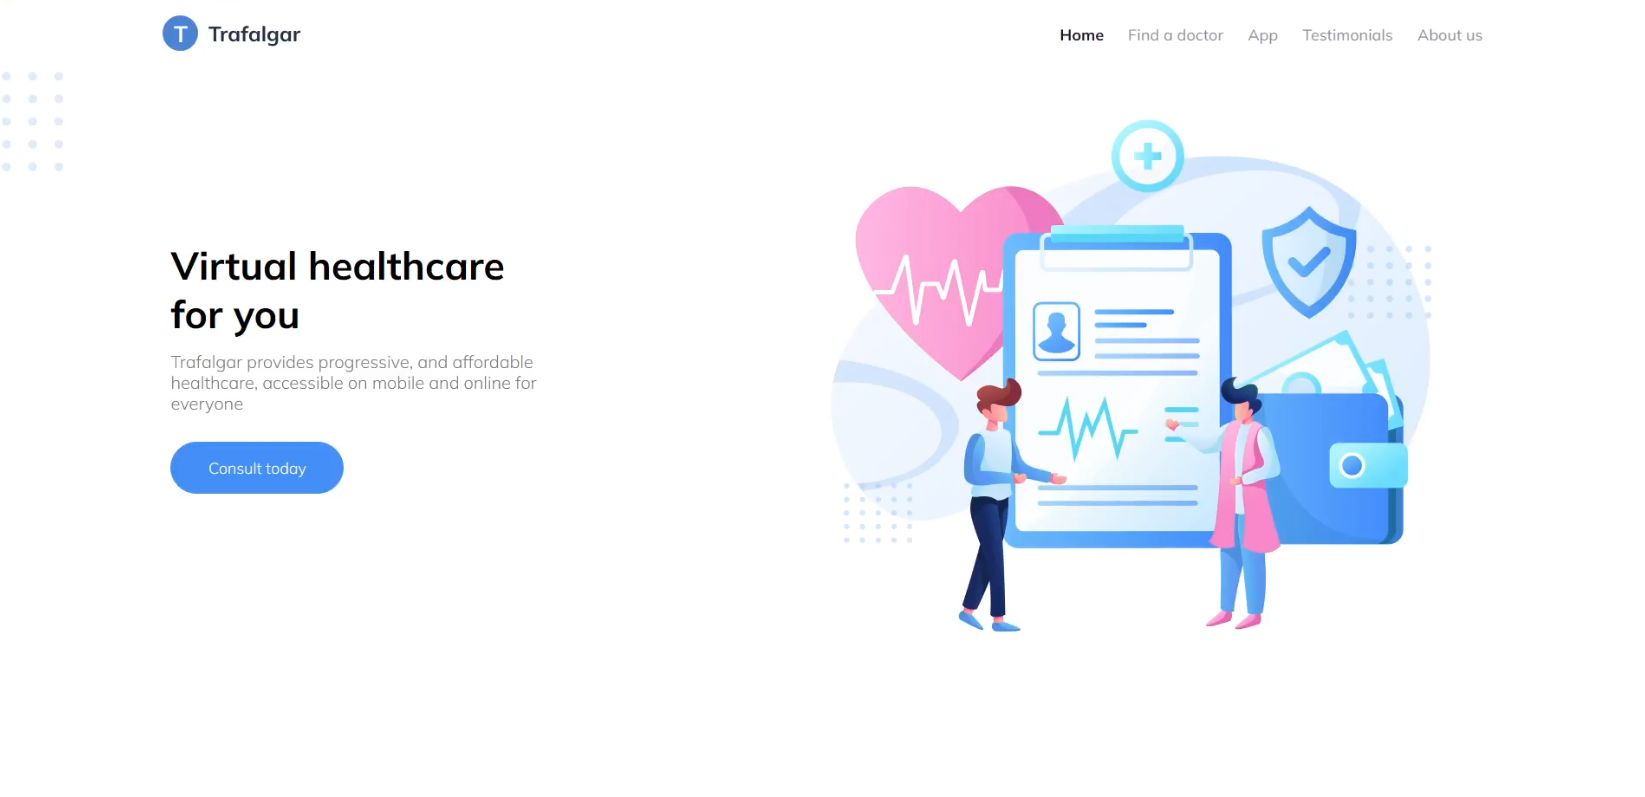 T Trafalgar
Home Find a doctor App Testimonials About us
Virtual healthcare
for you
Trafalgar provides progressive, and affordable
healthcare, accessible on mobile and online for
everyone
Consult today